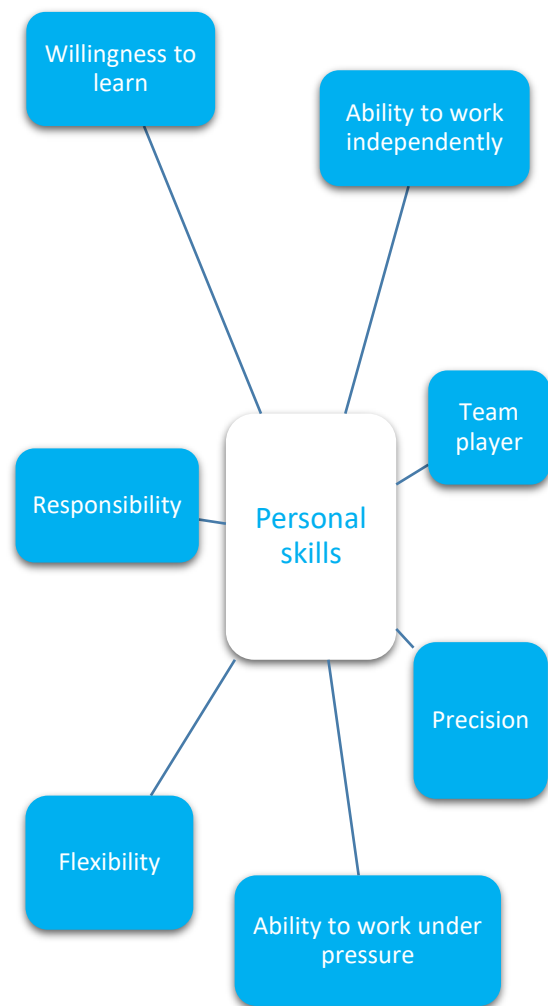 Willingness to
learn
Ability to work
independently
Team
player
Responsibility
Personal
skills
Precision
Flexibility
Ability to work under
pressure